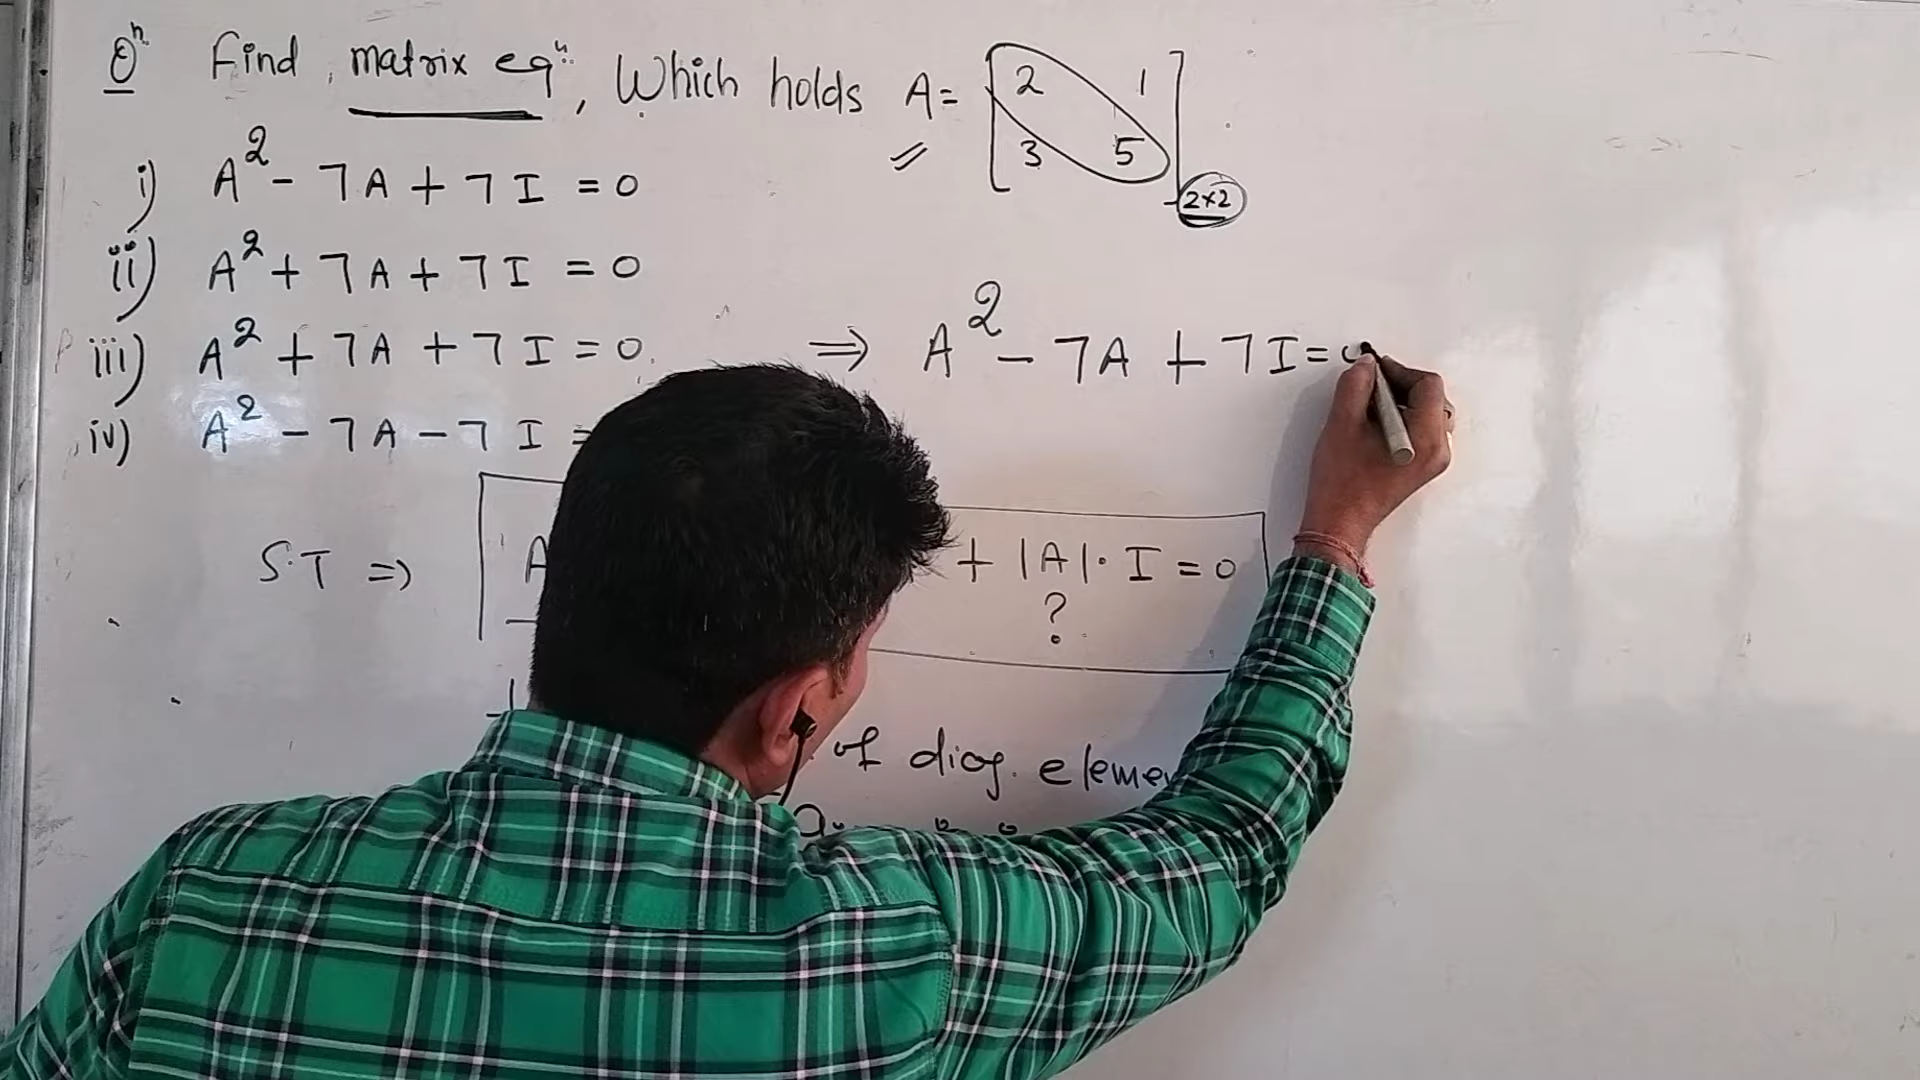 Qⁿ Find matrix eqⁿ, Which holds A = [2 1
3 5] 2×2
i) A² - 7A + 7I = 0
ii) A² + 7A + 7I = 0
iii) A² + 7A + 7I = 0
⇒ A² - 7A + 7I = 0
iv) A² - 7A - 7I =
S.T ⇒ A + |A|· I = 0
?
of diag.